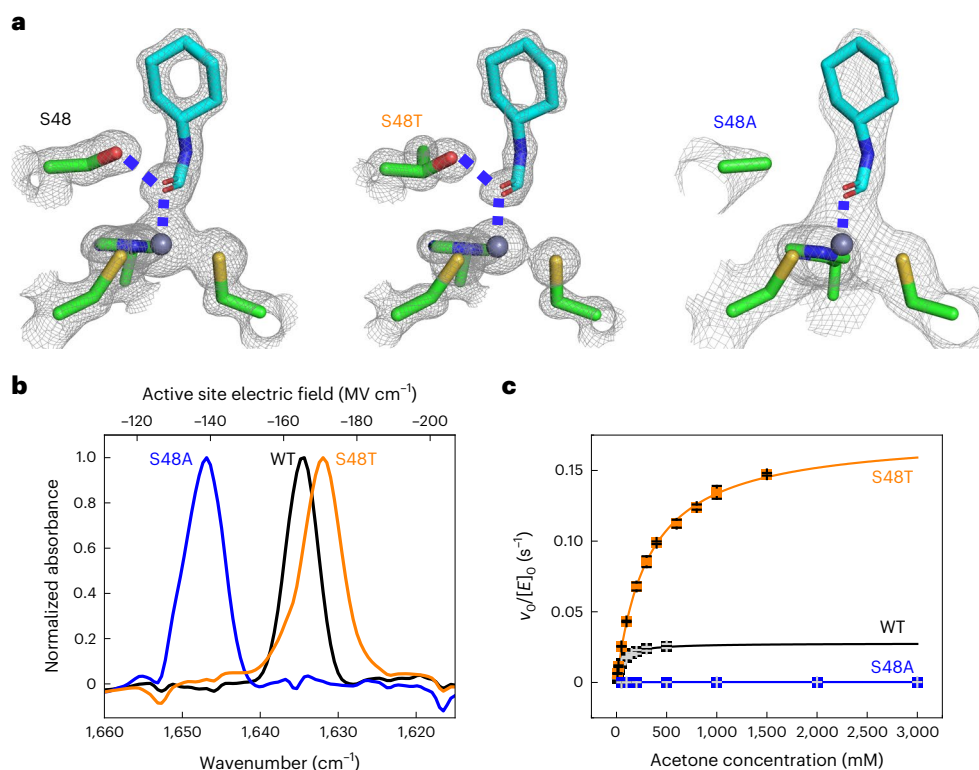 a
S48
S48T
S48A
b
Active site electric field (MV cm⁻¹)
–120 –140 –160 –180 –200
S48A
WT
S48T
1.0
0.8
0.6
0.4
0.2
0
Normalized absorbance
1,660 1,650 1,640 1,630 1,620
Wavenumber (cm⁻¹)
c
0.15
0.10
0.05
0
v₀/[E]₀ (s⁻¹)
S48T
WT
S48A
0 500 1,000 1,500 2,000 2,500 3,000
Acetone concentration (mM)